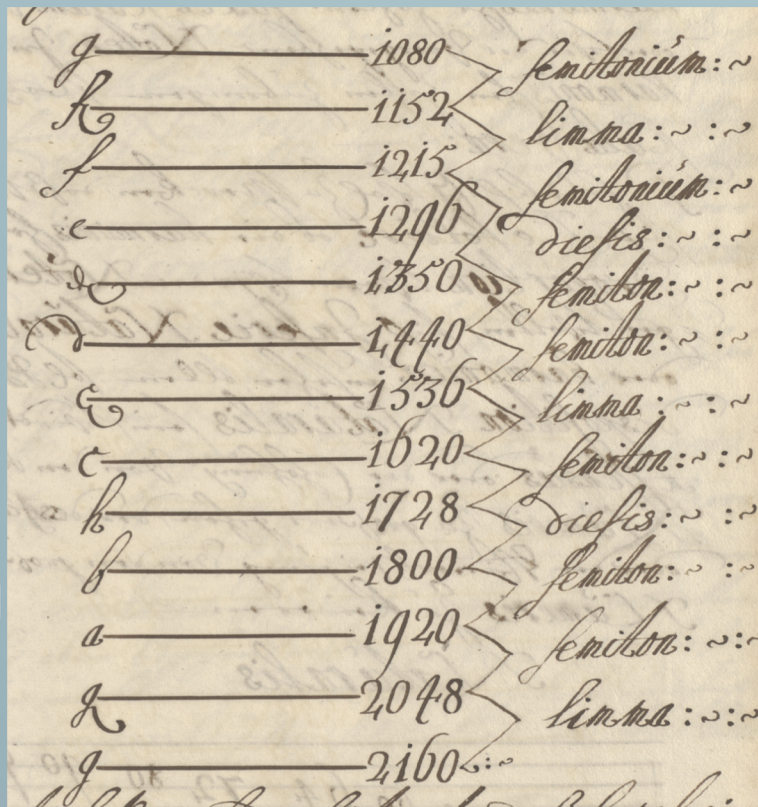 g 1080 semitonium: ~
1152 limma: ~ : ~
f 1215 semitonium: ~
e 1296 diesis: ~ : ~
1350 semiton: ~ : ~
d 1440 semiton: ~ : ~
1536 limma : ~ : ~
c 1620 semiton: ~ : ~
h 1728 diesis: ~ : ~
b 1800 semiton: ~ : ~
a 1920 semiton: ~ : ~
2048 limma: ~ : ~
g 2160 : ~